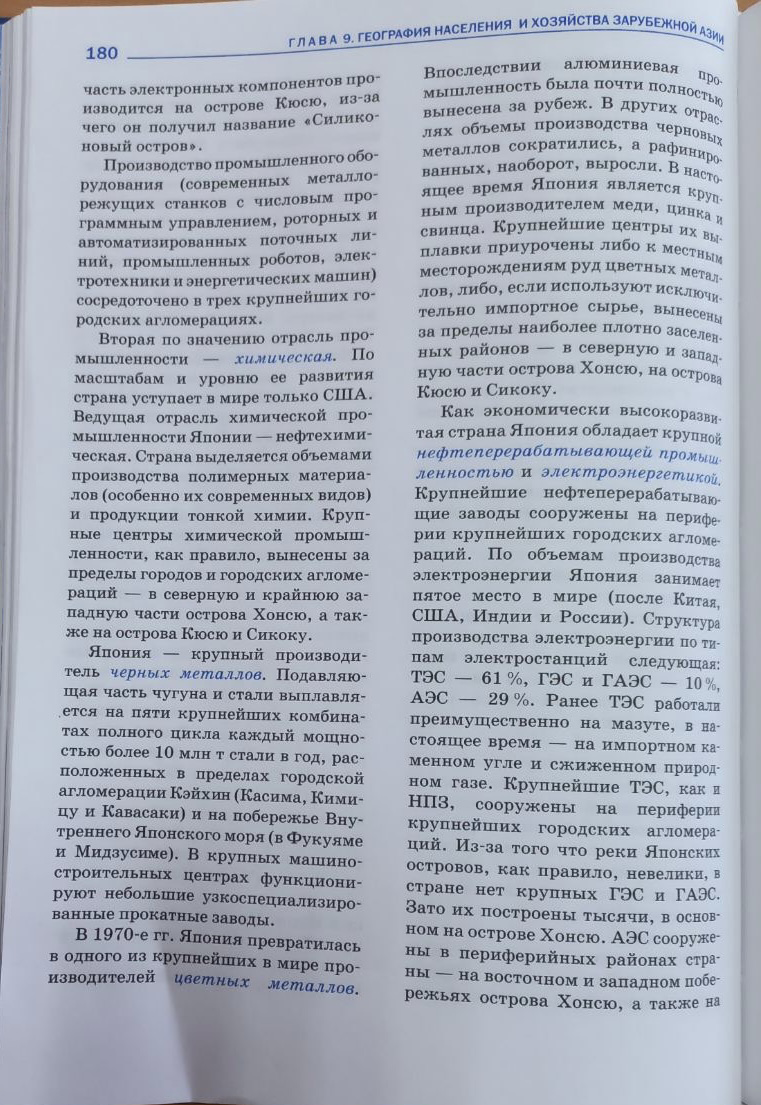 180
ГЛАВА 9. ГЕОГРАФИЯ НАСЕЛЕНИЯ И ХОЗЯЙСТВА ЗАРУБЕЖНОЙ АЗИИ
часть электронных компонентов про-
изводится на острове Кюсю, из-за
чего он получил название «Силико-
новый остров».
Производство промышленного обо-
рудования (современных металло-
режущих станков с числовым про-
граммным управлением, роторных и
автоматизированных поточных ли-
ний, промышленных роботов, элек-
тротехники и энергетических машин)
сосредоточено в трех крупнейших го-
родских агломерациях.
Вторая по значению отрасль про-
мышленности — химическая. По
масштабам и уровню ее развития
страна уступает в мире только США.
Ведущая отрасль химической про-
мышленности Японии — нефтехими-
ческая. Страна выделяется объемами
производства полимерных материа-
лов (особенно их современных видов)
и продукции тонкой химии. Круп-
ные центры химической промыш-
ленности, как правило, вынесены за
пределы городов и городских агломе-
раций — в северную и крайнюю за-
падную части острова Хонсю, а так-
же на острова Кюсю и Сикоку.
Япония — крупный производи-
тель черных металлов. Подавляю-
щая часть чугуна и стали выплавля-
ется на пяти крупнейших комбина-
тах полного цикла каждый мощно-
стью более 10 млн т стали в год, рас-
положенных в пределах городской
агломерации Кэйхин (Касима, Кими-
цу и Кавасаки) и на побережье Вну-
треннего Японского моря (в Фукуяме
и Мидзусиме). В крупных машино-
строительных центрах функциони-
руют небольшие узкоспециализиро-
ванные прокатные заводы.
В 1970-е гг. Япония превратилась
в одного из крупнейших в мире про-
изводителей цветных металлов.
Впоследствии алюминиевая про-
мышленность была почти полностью
вынесена за рубеж. В других отрас-
лях объемы производства черновых
металлов сократились, а рафиниро-
ванных, наоборот, выросли. В насто-
ящее время Япония является круп-
ным производителем меди, цинка и
свинца. Крупнейшие центры их вы-
плавки приурочены либо к местным
месторождениям руд цветных метал-
лов, либо, если используют исключи-
тельно импортное сырье, вынесены
за пределы наиболее плотно заселен-
ных районов — в северную и запад-
ную части острова Хонсю, на острова
Кюсю и Сикоку.
Как экономически высокоразви-
тая страна Япония обладает крупной
нефтеперерабатывающей промыш-
ленностью и электроэнергетикой.
Крупнейшие нефтеперерабатываю-
щие заводы сооружены на перифе-
рии крупнейших городских агломе-
раций. По объемам производства
электроэнергии Япония занимает
пятое место в мире (после Китая,
США, Индии и России). Структура
производства электроэнергии по ти-
пам электростанций следующая:
ТЭС — 61 %, ГЭС и ГАЭС — 10 %,
АЭС — 29 %. Ранее ТЭС работали
преимущественно на мазуте, в на-
стоящее время — на импортном ка-
менном угле и сжиженном природ-
ном газе. Крупнейшие ТЭС, как и
НПЗ, сооружены на периферии
крупнейших городских агломера-
ций. Из-за того что реки Японских
островов, как правило, невелики, в
стране нет крупных ГЭС и ГАЭС.
Зато их построены тысячи, в основ-
ном на острове Хонсю. АЭС сооруже-
ны в периферийных районах стра-
ны — на восточном и западном побе-
режьях острова Хонсю, а также на